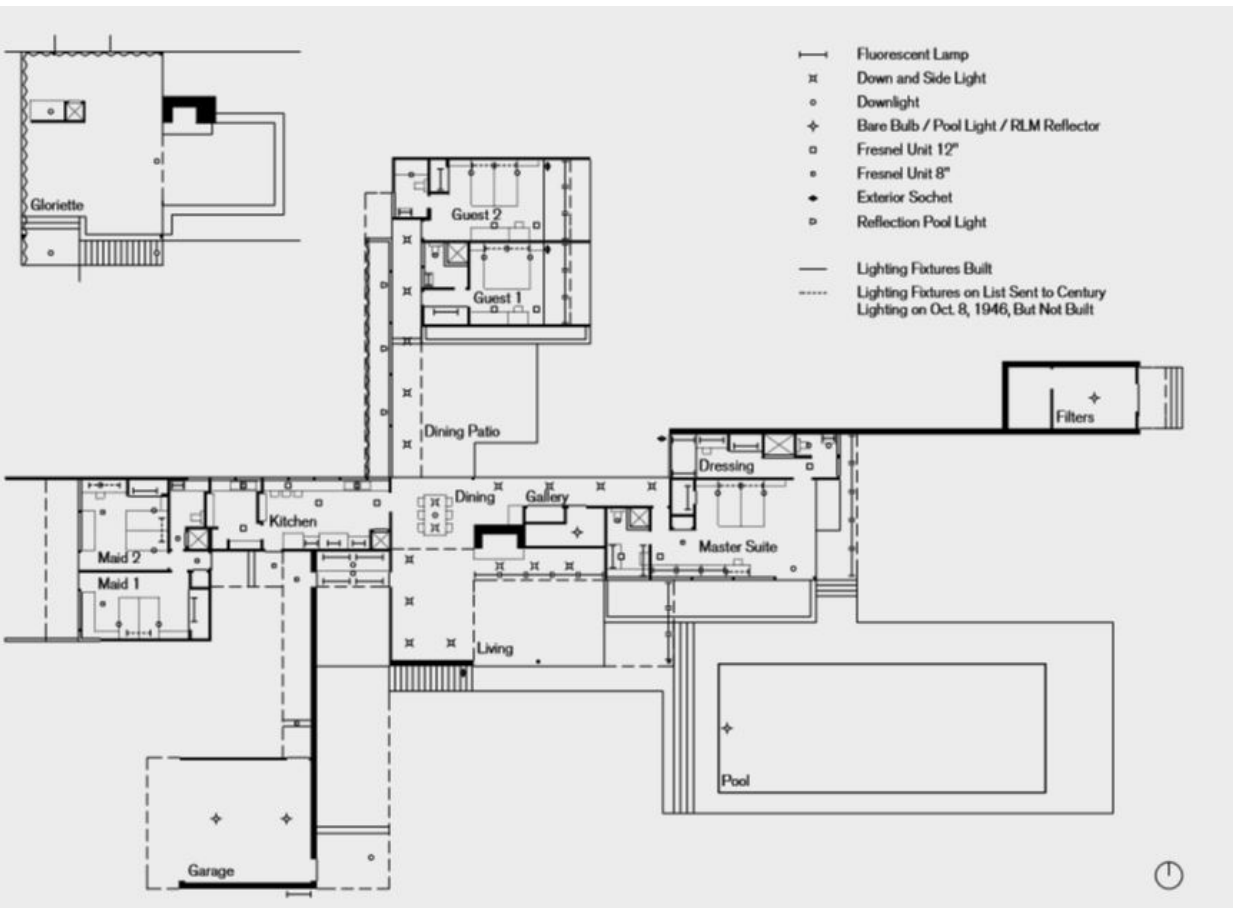 Fluorescent Lamp
Down and Side Light
Downlight
Bare Bulb / Pool Light / RLM Reflector
Fresnel Unit 12"
Fresnel Unit 8"
Exterior Sochet
Reflection Pool Light
Lighting Fixtures Built
Lighting Fixtures on List Sent to Century
Lighting on Oct. 8, 1946, But Not Built
Gloriette
Guest 2
Guest 1
Filters
Dining Patio
Dressing
Dining
Gallery
Kitchen
Master Suite
Maid 2
Maid 1
Living
Pool
Garage